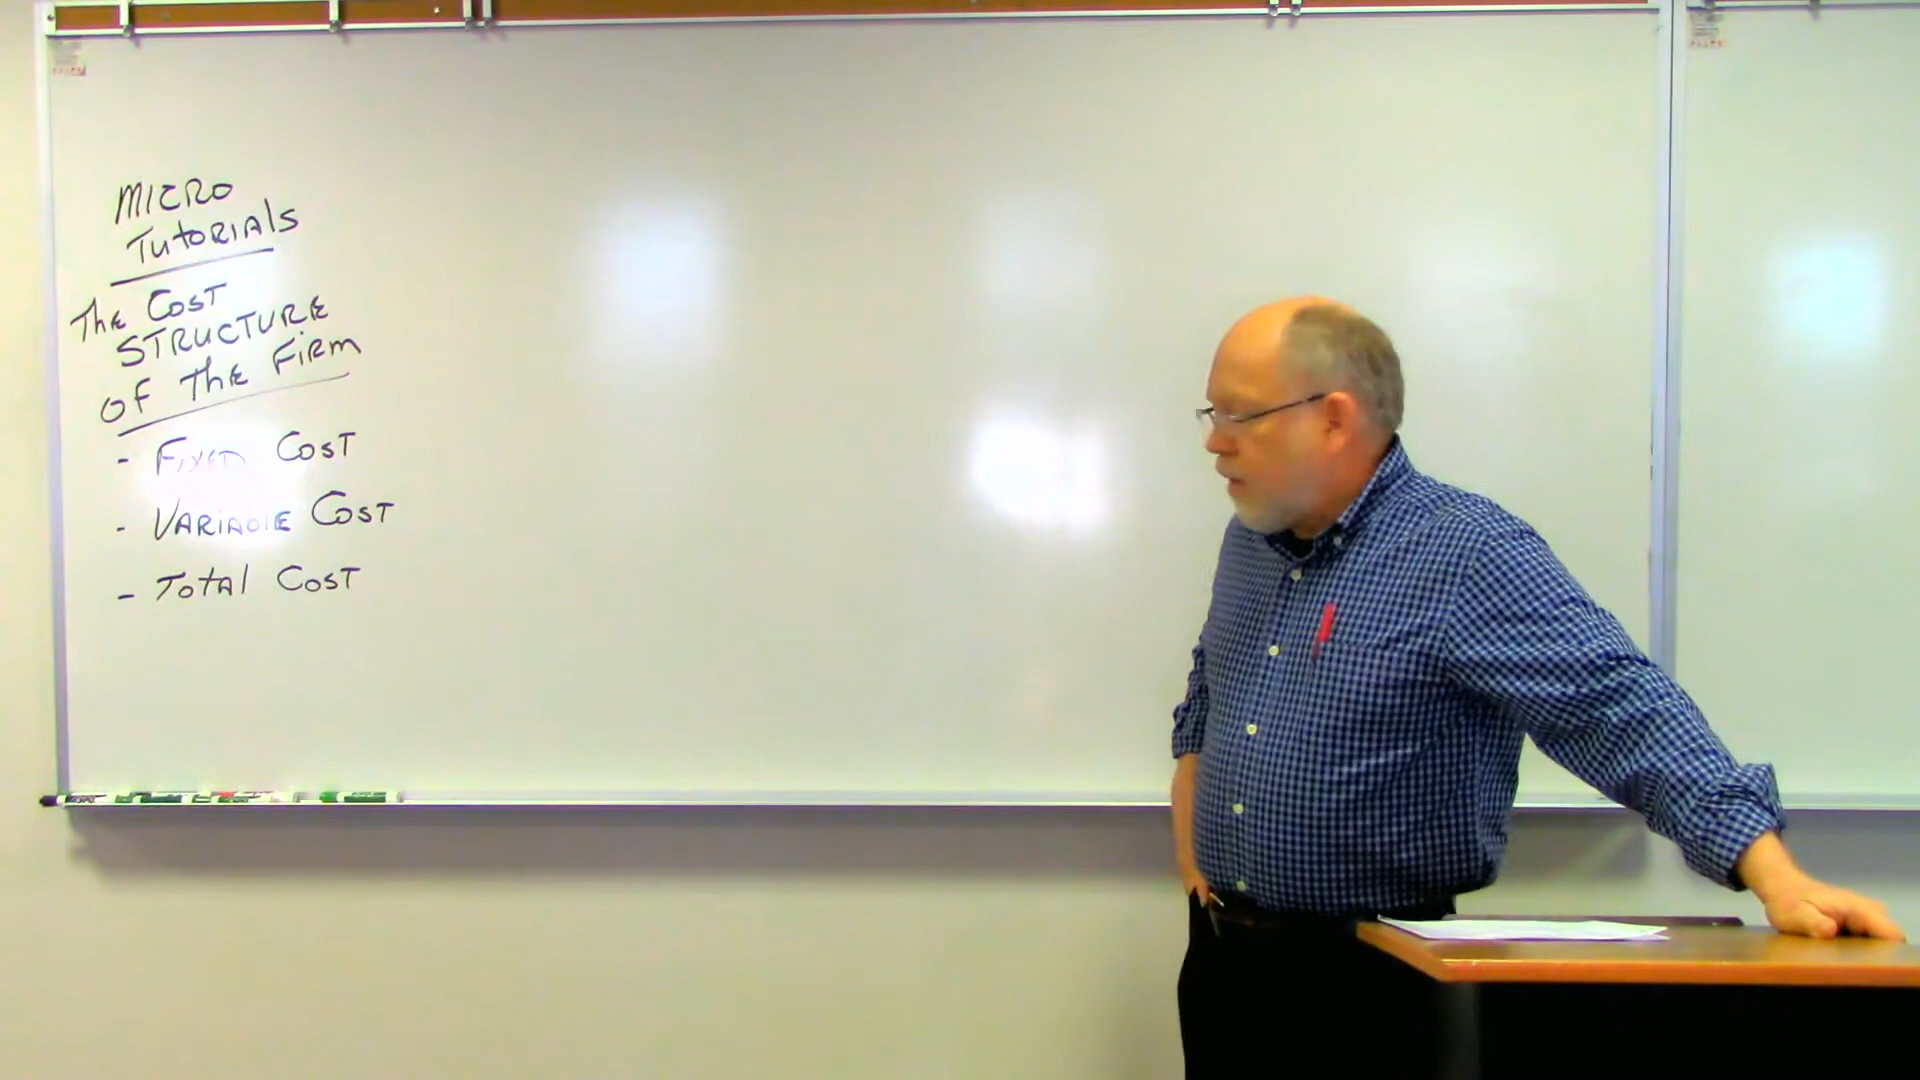 MICRO
TUTORIALS
The COST
STRUCTURE
OF THE FIRM
- FIXED COST
- VARIABLE COST
- TOTAL COST